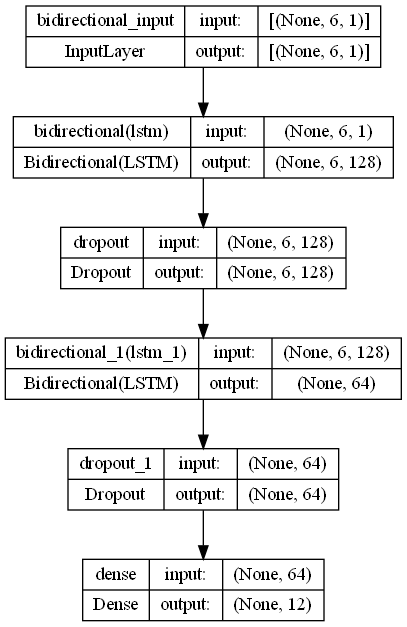 bidirectional_input input: [(None, 6, 1)]
InputLayer output: [(None, 6, 1)]
bidirectional(lstm) input: (None, 6, 1)
Bidirectional(LSTM) output: (None, 6, 128)
dropout input: (None, 6, 128)
Dropout output: (None, 6, 128)
bidirectional_1(lstm_1) input: (None, 6, 128)
Bidirectional(LSTM) output: (None, 64)
dropout_1 input: (None, 64)
Dropout output: (None, 64)
dense input: (None, 64)
Dense output: (None, 12)